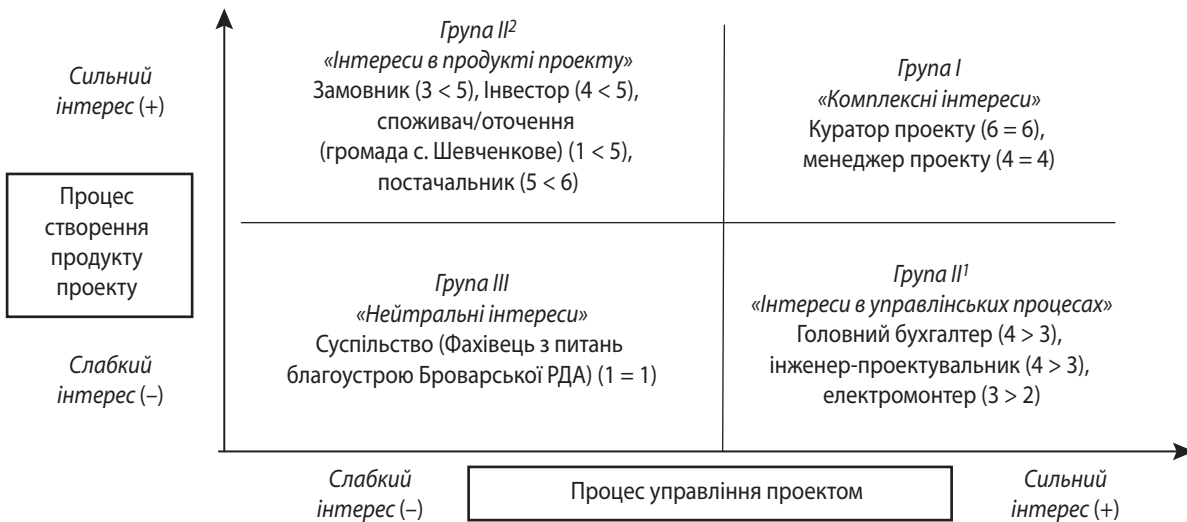 Сильний
інтерес (+)
Група II²
«Інтереси в продукті проекту»
Замовник (3 < 5), Інвестор (4 < 5),
споживач/оточення
(громада с. Шевченкове) (1 < 5),
постачальник (5 < 6)
Група I
«Комплексні інтереси»
Куратор проекту (6 = 6),
менеджер проекту (4 = 4)
Процес
створення
продукту
проекту
Слабкий
інтерес (–)
Група III
«Нейтральні інтереси»
Суспільство (Фахівець з питань
благоустрою Броварської РДА) (1 = 1)
Група II¹
«Інтереси в управлінських процесах»
Головний бухгалтер (4 > 3),
інженер-проектувальник (4 > 3),
електромонтер (3 > 2)
Слабкий
інтерес (–)
Процес управління проектом
Сильний
інтерес (+)